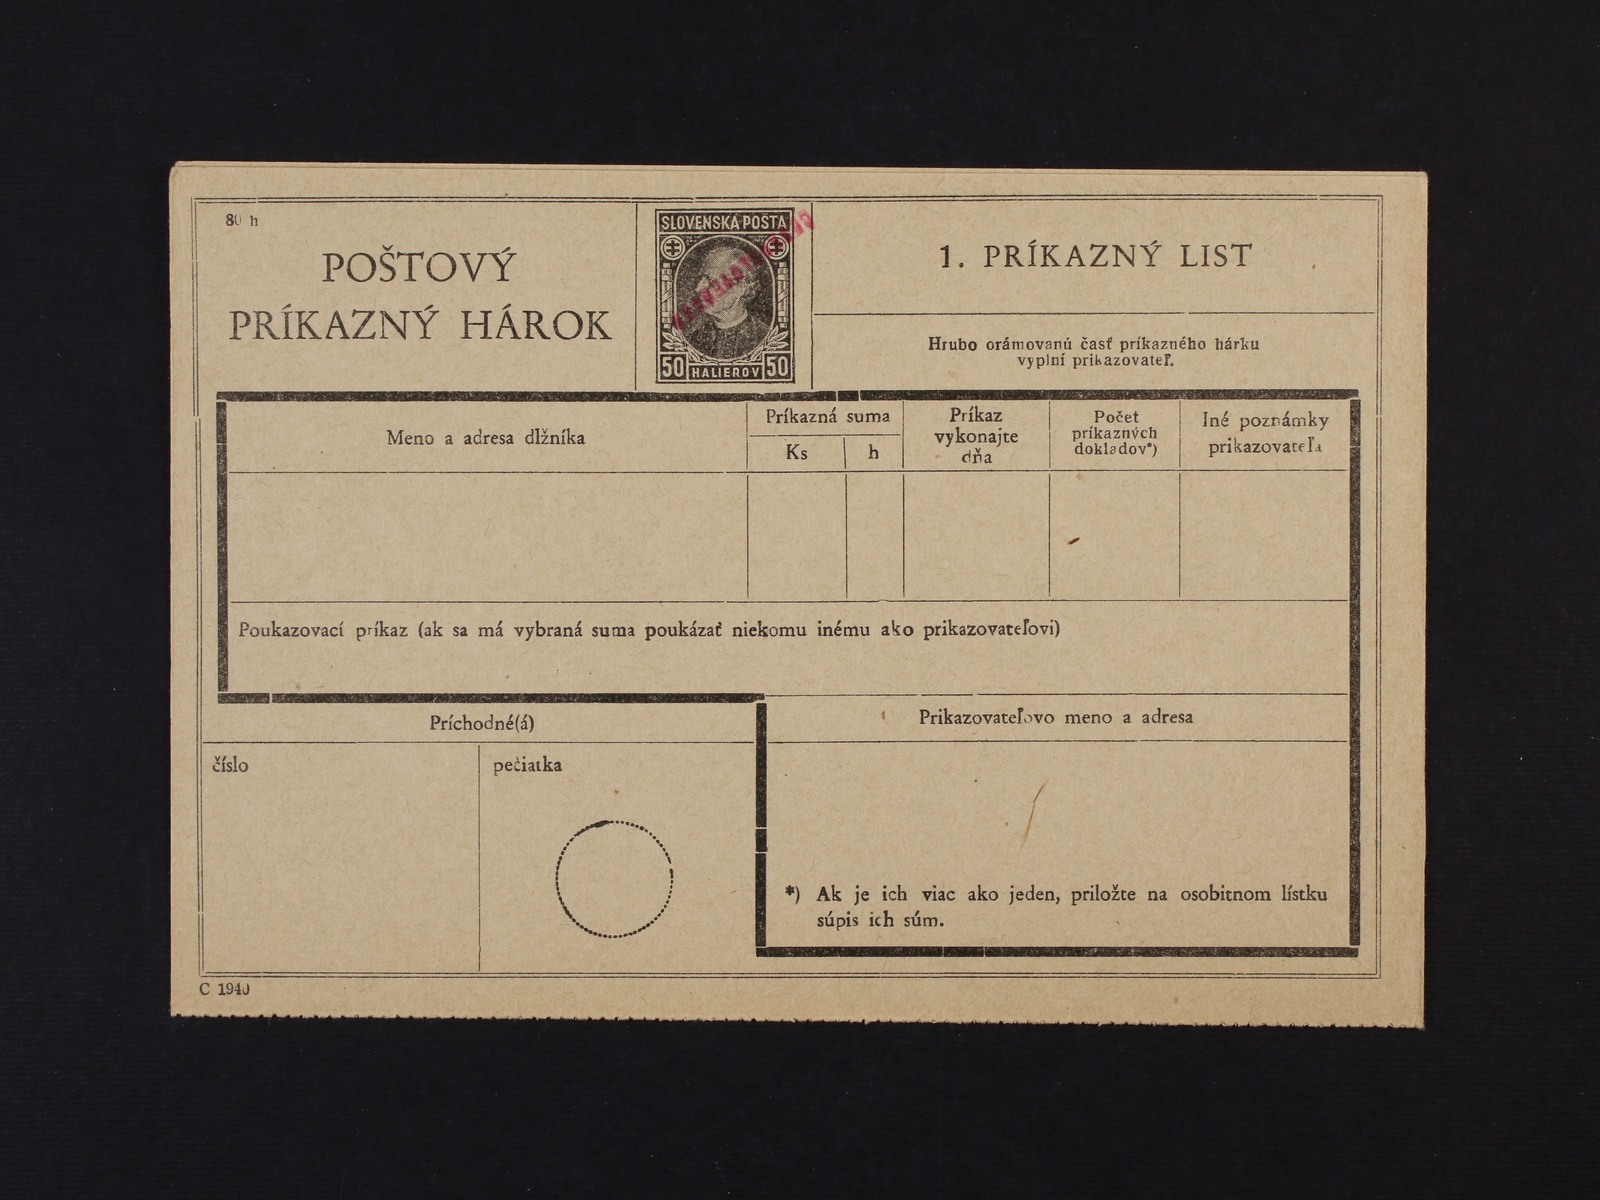 80 h
POŠTOVÝ
PRÍKAZNÝ HÁROK
SLOVENSKÁ POŠTA
50 HALIEROV 50
1. PRÍKAZNÝ LIST
Hrubo orámovanú časť príkazného hárku
vyplní prikazovateľ.
Meno a adresa dlžníka
Príkazná suma
Ks
h
Príkaz
vykonajte
dňa
Počet
príkazných
dokladov*)
Iné poznámky
prikazovateľa
Poukazovací príkaz (ak sa má vybraná suma poukázať niekomu inému ako prikazovateľovi)
Príchodné(á)
číslo
pečiatka
Prikazovateľovo meno a adresa
*) Ak je ich viac ako jeden, priložte na osobitnom lístku
súpis ich súm.
C 1940